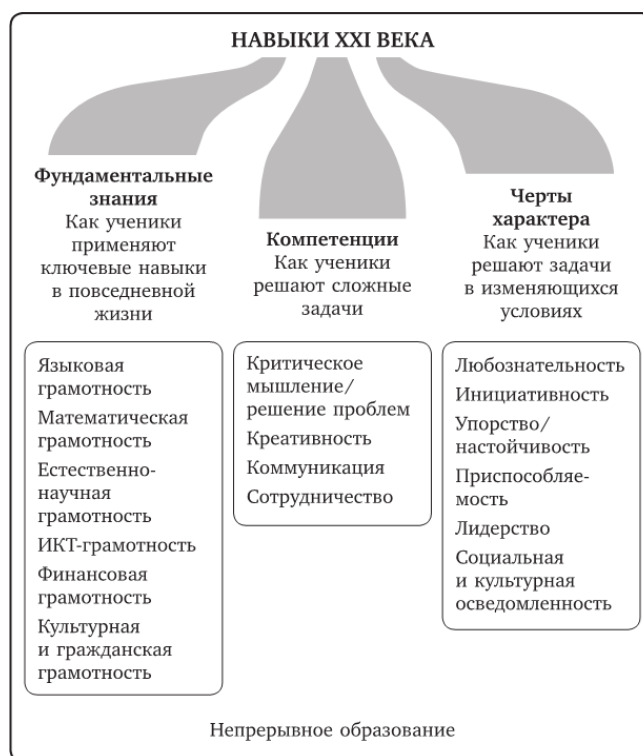 НАВЫКИ XXI ВЕКА
Фундаментальные
знания
Как ученики
применяют
ключевые навыки
в повседневной
жизни
Компетенции
Как ученики
решают сложные
задачи
Черты
характера
Как ученики
решают задачи
в изменяющихся
условиях
Языковая
грамотность
Математическая
грамотность
Естественно-
научная
грамотность
ИКТ-грамотность
Финансовая
грамотность
Культурная
и гражданская
грамотность
Критическое
мышление/
решение проблем
Креативность
Коммуникация
Сотрудничество
Любознательность
Инициативность
Упорство/
настойчивость
Приспособляе-
мость
Лидерство
Социальная
и культурная
осведомленность
Непрерывное образование